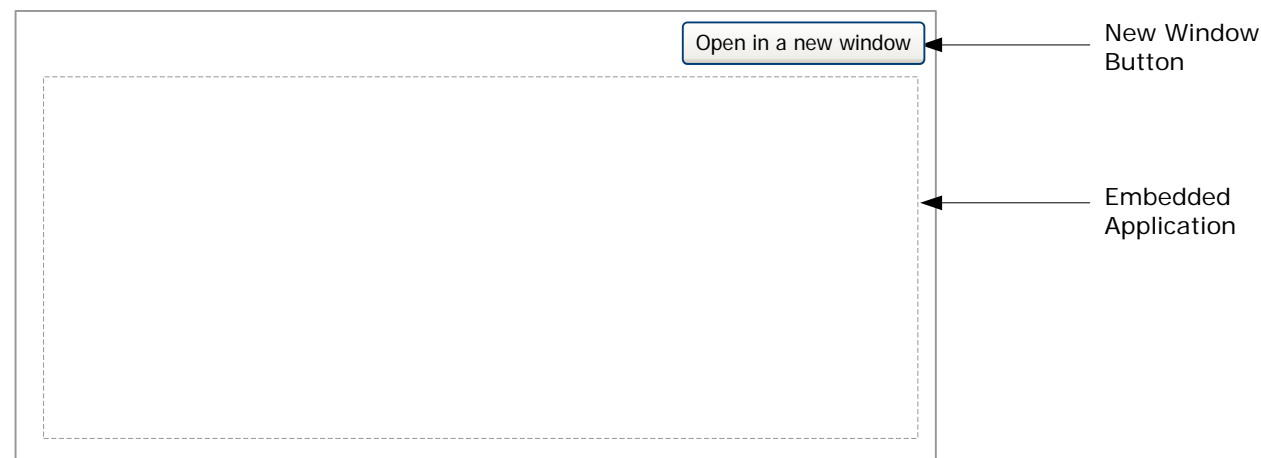 Open in a new window
New Window
Button
Embedded
Application